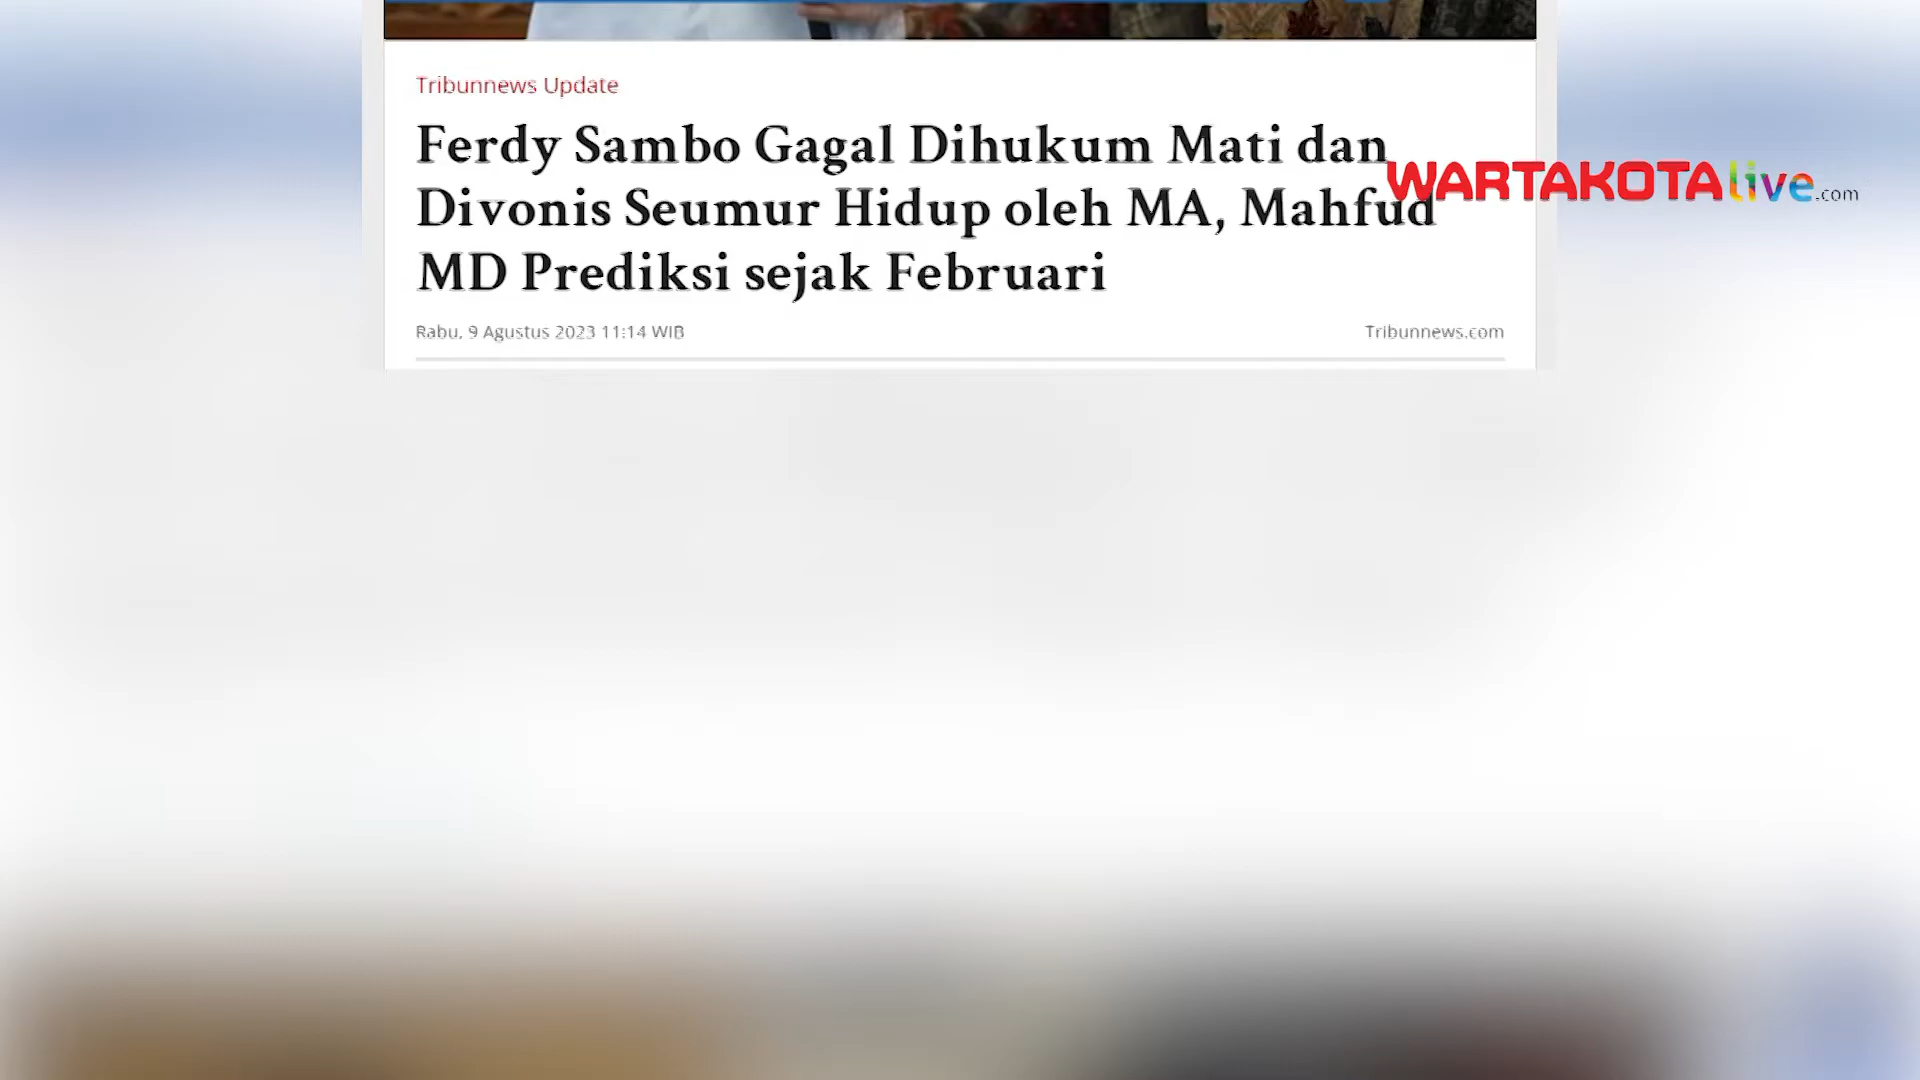 Tribunnews Update
Ferdy Sambo Gagal Dihukum Mati dan
Divonis Seumur Hidup oleh MA, Mahfud
MD Prediksi sejak Februari
WARTAKOTAlive.com
Rabu, 9 Agustus 2023 11:14 WIB
Tribunnews.com